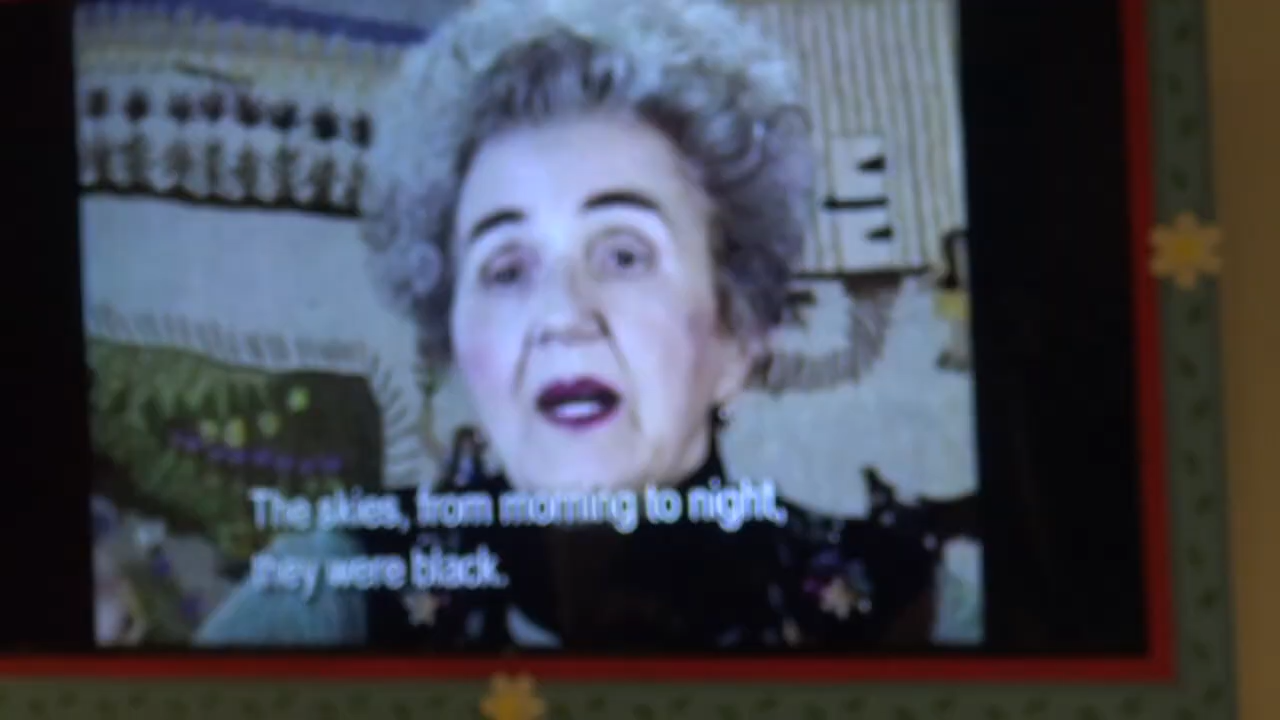 The skies, from morning to night,
they were black.